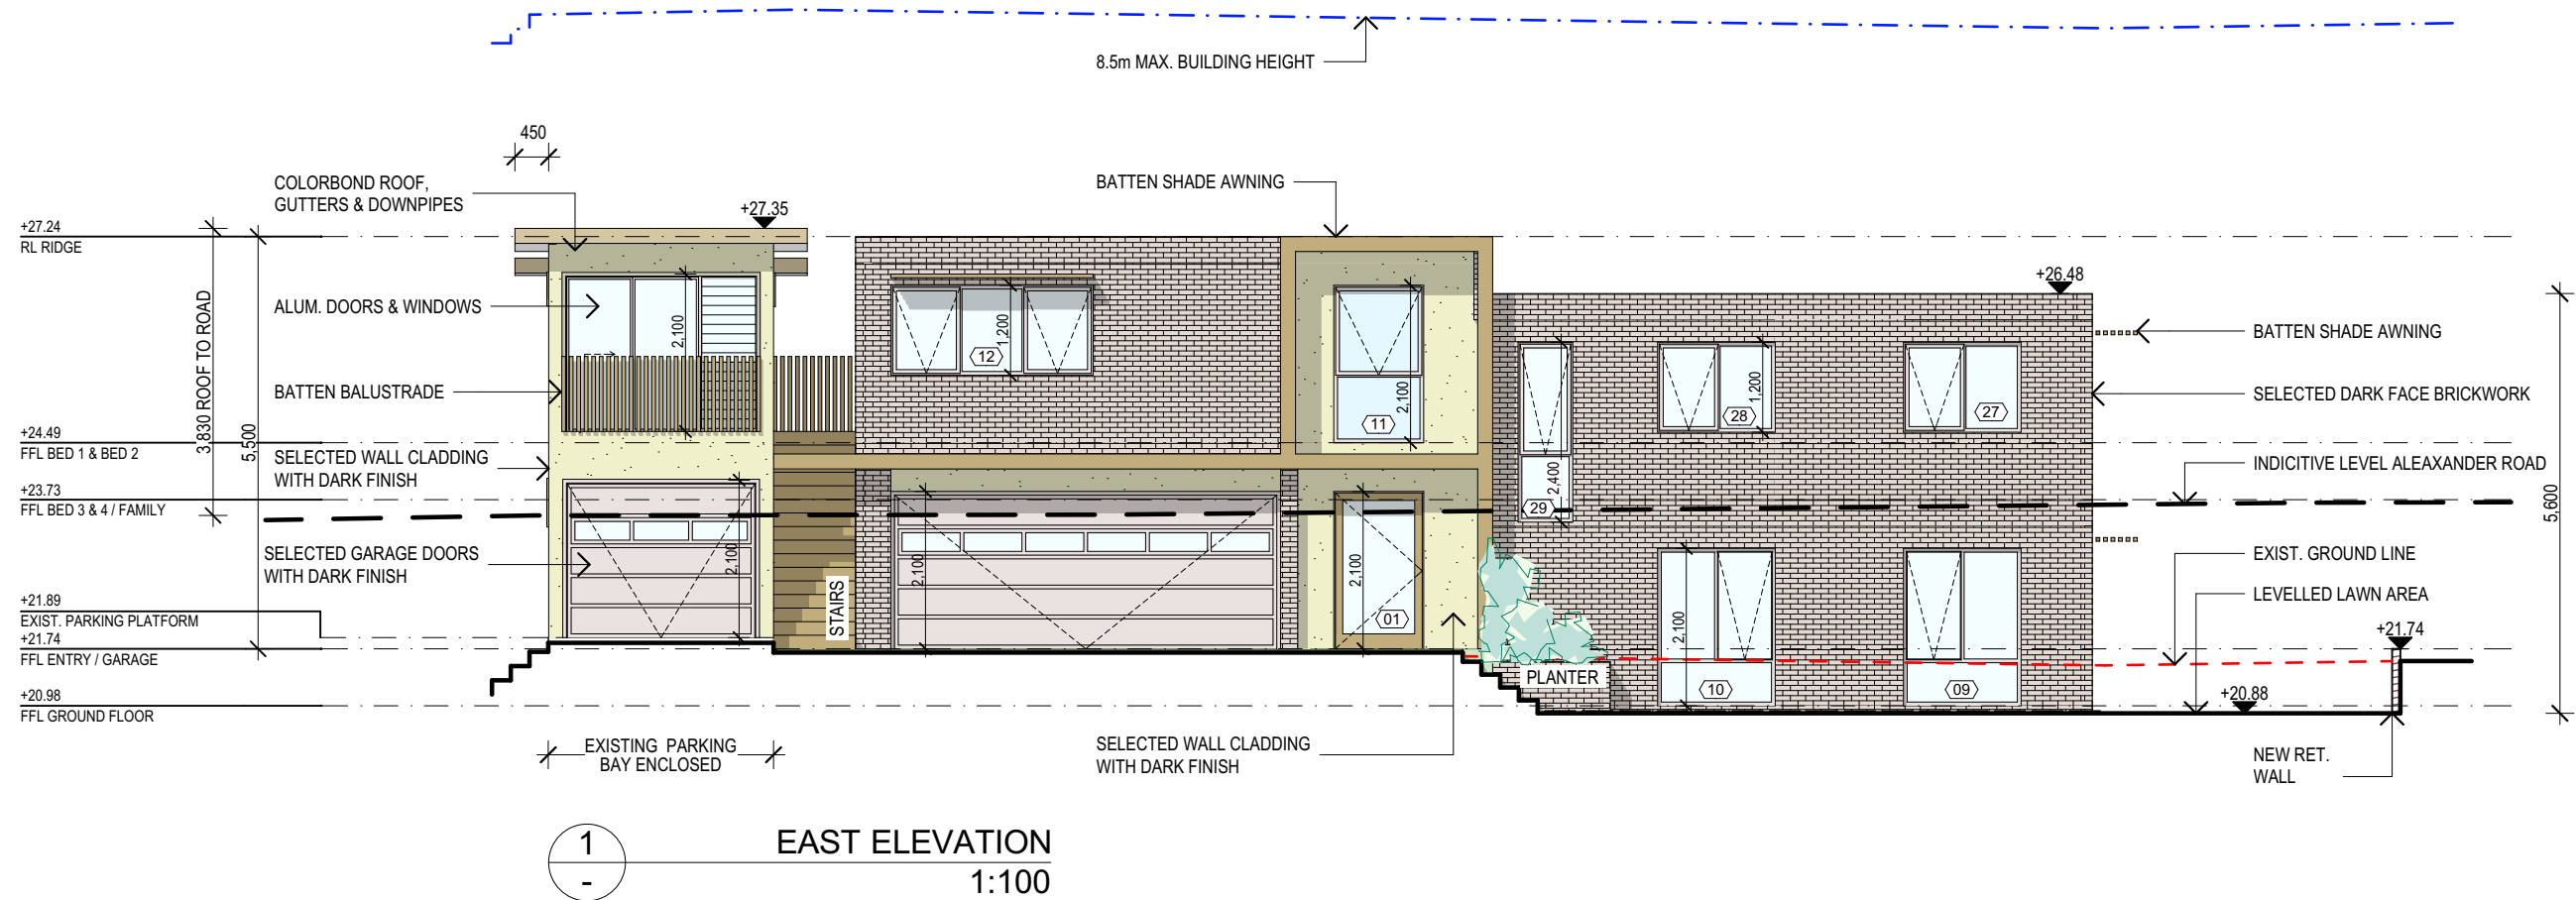 8.5m MAX. BUILDING HEIGHT
450
COLORBOND ROOF,
GUTTERS & DOWNPIPES
BATTEN SHADE AWNING
+27.35
+27.24
RL RIDGE
+26.48
ALUM. DOORS & WINDOWS
BATTEN SHADE AWNING
3,830 ROOF TO ROAD
5,500
2,100
1,200
12
2,100
11
BATTEN BALUSTRADE
SELECTED DARK FACE BRICKWORK
1,200
28
27
+24.49
FFL BED 1 & BED 2
SELECTED WALL CLADDING
WITH DARK FINISH
INDICITIVE LEVEL ALEAXANDER ROAD
2,400
29
+23.73
FFL BED 3 & 4 / FAMILY
5,600
SELECTED GARAGE DOORS
WITH DARK FINISH
2,100
2,100
2,100
EXIST. GROUND LINE
STAIRS
01
LEVELLED LAWN AREA
2,100
+21.89
EXIST. PARKING PLATFORM
+21.74
+21.74
FFL ENTRY / GARAGE
PLANTER
10
09
+20.98
FFL GROUND FLOOR
+20.88
EXISTING PARKING
BAY ENCLOSED
SELECTED WALL CLADDING
WITH DARK FINISH
NEW RET.
WALL
1
-
EAST ELEVATION
1:100